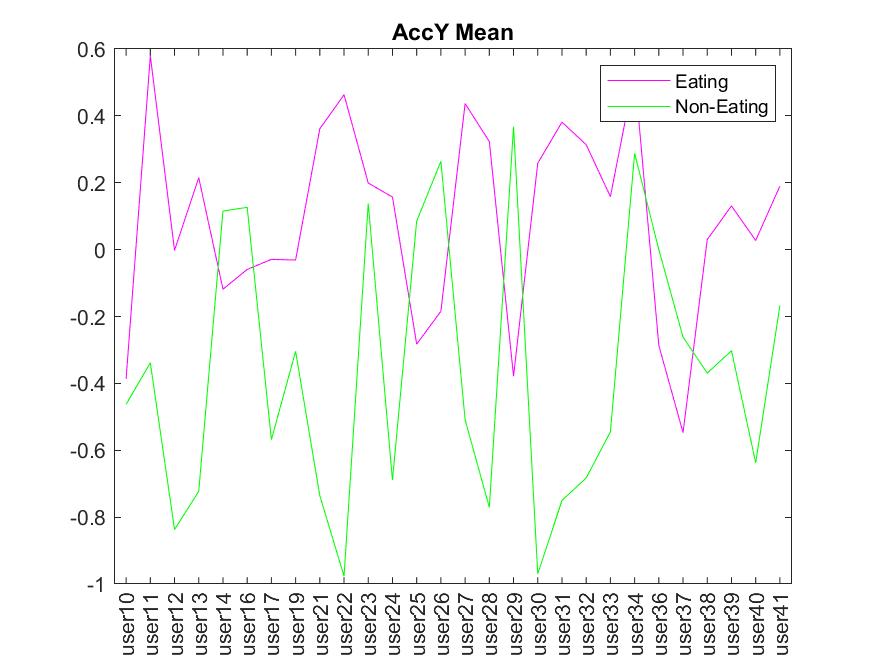 AccY Mean
0.6
0.4
0.2
0
-0.2
-0.4
-0.6
-0.8
-1
Eating
Non-Eating
user10
user11
user12
user13
user14
user16
user17
user19
user21
user22
user23
user24
user25
user26
user27
user28
user29
user30
user31
user32
user33
user34
user36
user37
user38
user39
user40
user41